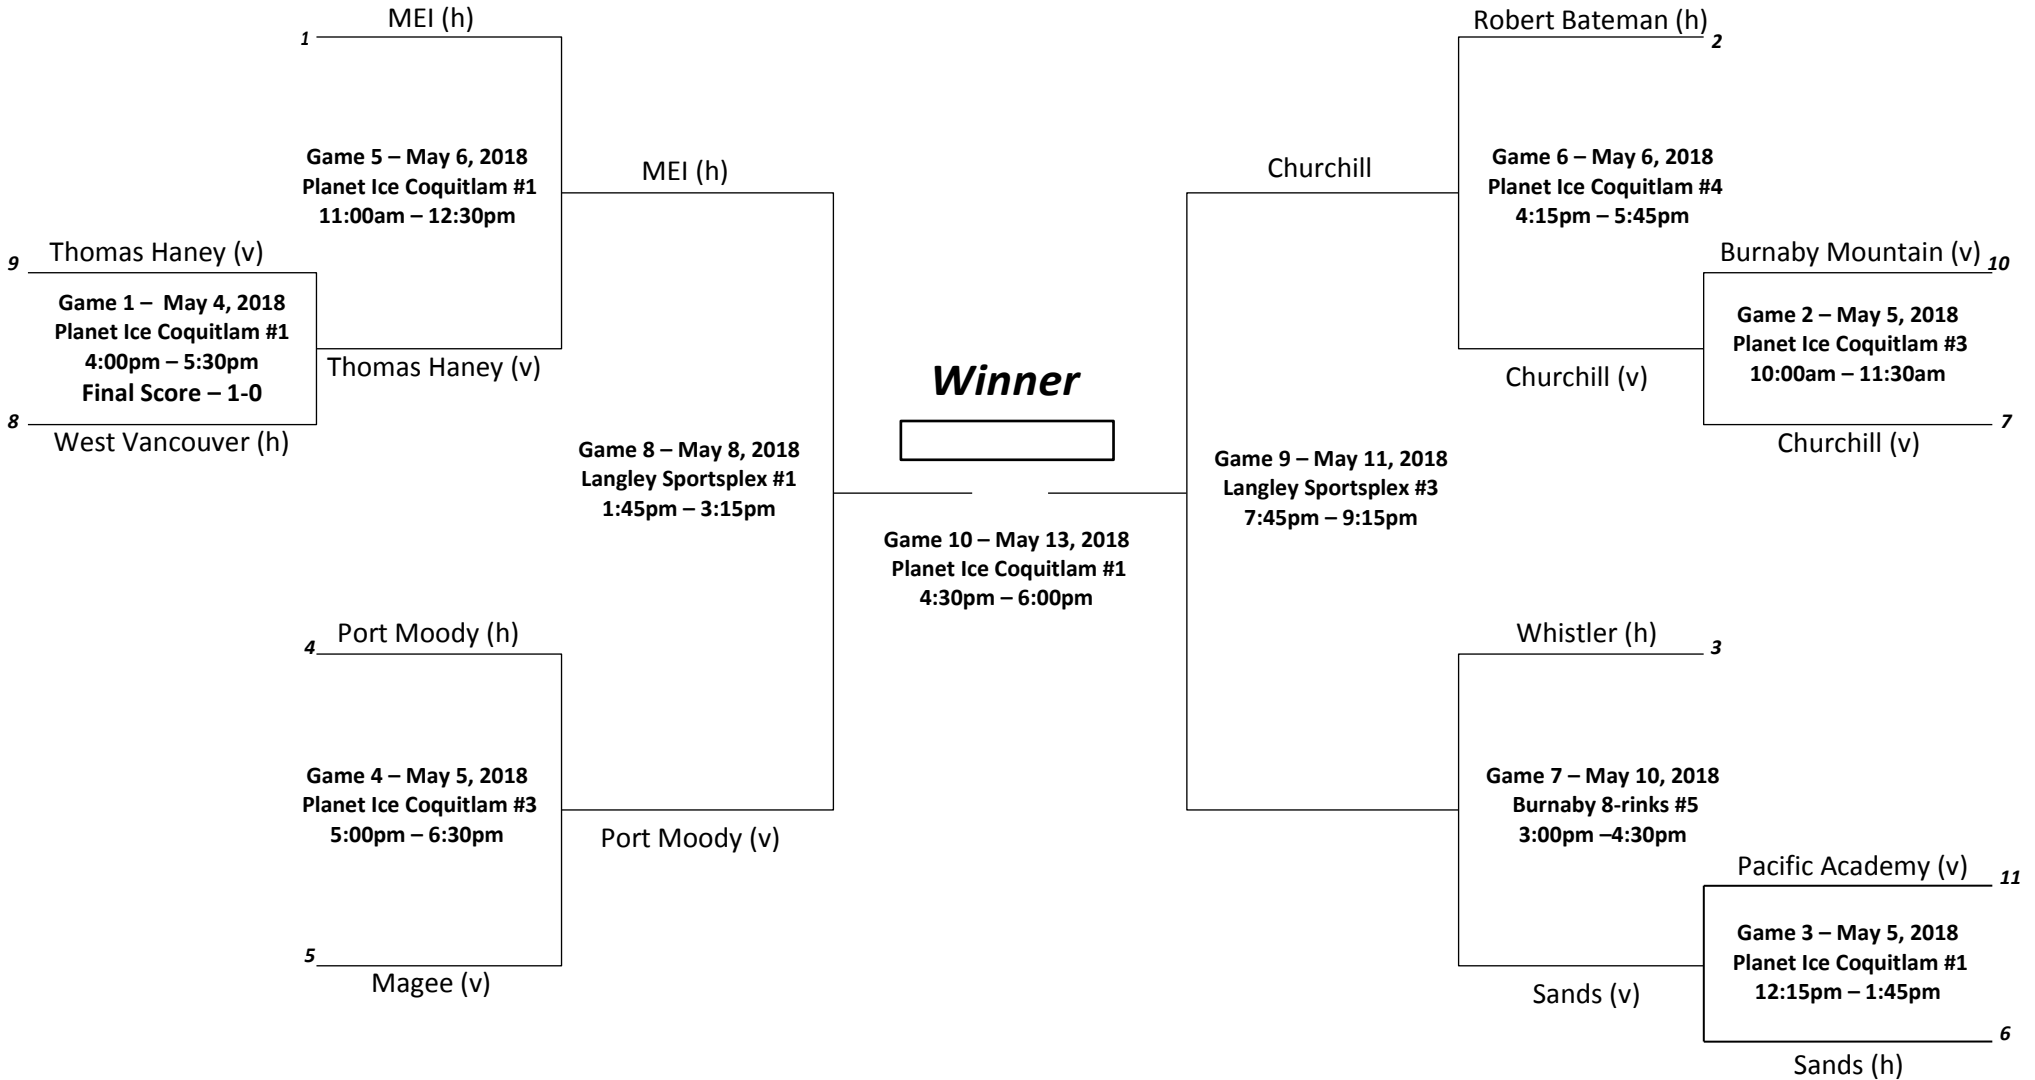 MEI (h)
1
Game 5 – May 6, 2018
Planet Ice Coquitlam #1
11:00am – 12:30pm
MEI (h)
Thomas Haney (v)
9
Game 1 – May 4, 2018
Planet Ice Coquitlam #1
4:00pm – 5:30pm
Final Score – 1-0
8
West Vancouver (h)
Thomas Haney (v)
Game 8 – May 8, 2018
Langley Sportsplex #1
1:45pm – 3:15pm
Port Moody (h)
4
Game 4 – May 5, 2018
Planet Ice Coquitlam #3
5:00pm – 6:30pm
Port Moody (v)
5
Magee (v)
Winner
Game 10 – May 13, 2018
Planet Ice Coquitlam #1
4:30pm – 6:00pm
Robert Bateman (h)
2
Churchill
Game 6 – May 6, 2018
Planet Ice Coquitlam #4
4:15pm – 5:45pm
Burnaby Mountain (v)
10
Game 2 – May 5, 2018
Planet Ice Coquitlam #3
10:00am – 11:30am
Churchill (v)
7
Churchill (v)
Game 9 – May 11, 2018
Langley Sportsplex #3
7:45pm – 9:15pm
Whistler (h)
3
Game 7 – May 10, 2018
Burnaby 8-rinks #5
3:00pm –4:30pm
Pacific Academy (v)
11
Game 3 – May 5, 2018
Planet Ice Coquitlam #1
12:15pm – 1:45pm
Sands (v)
6
Sands (h)